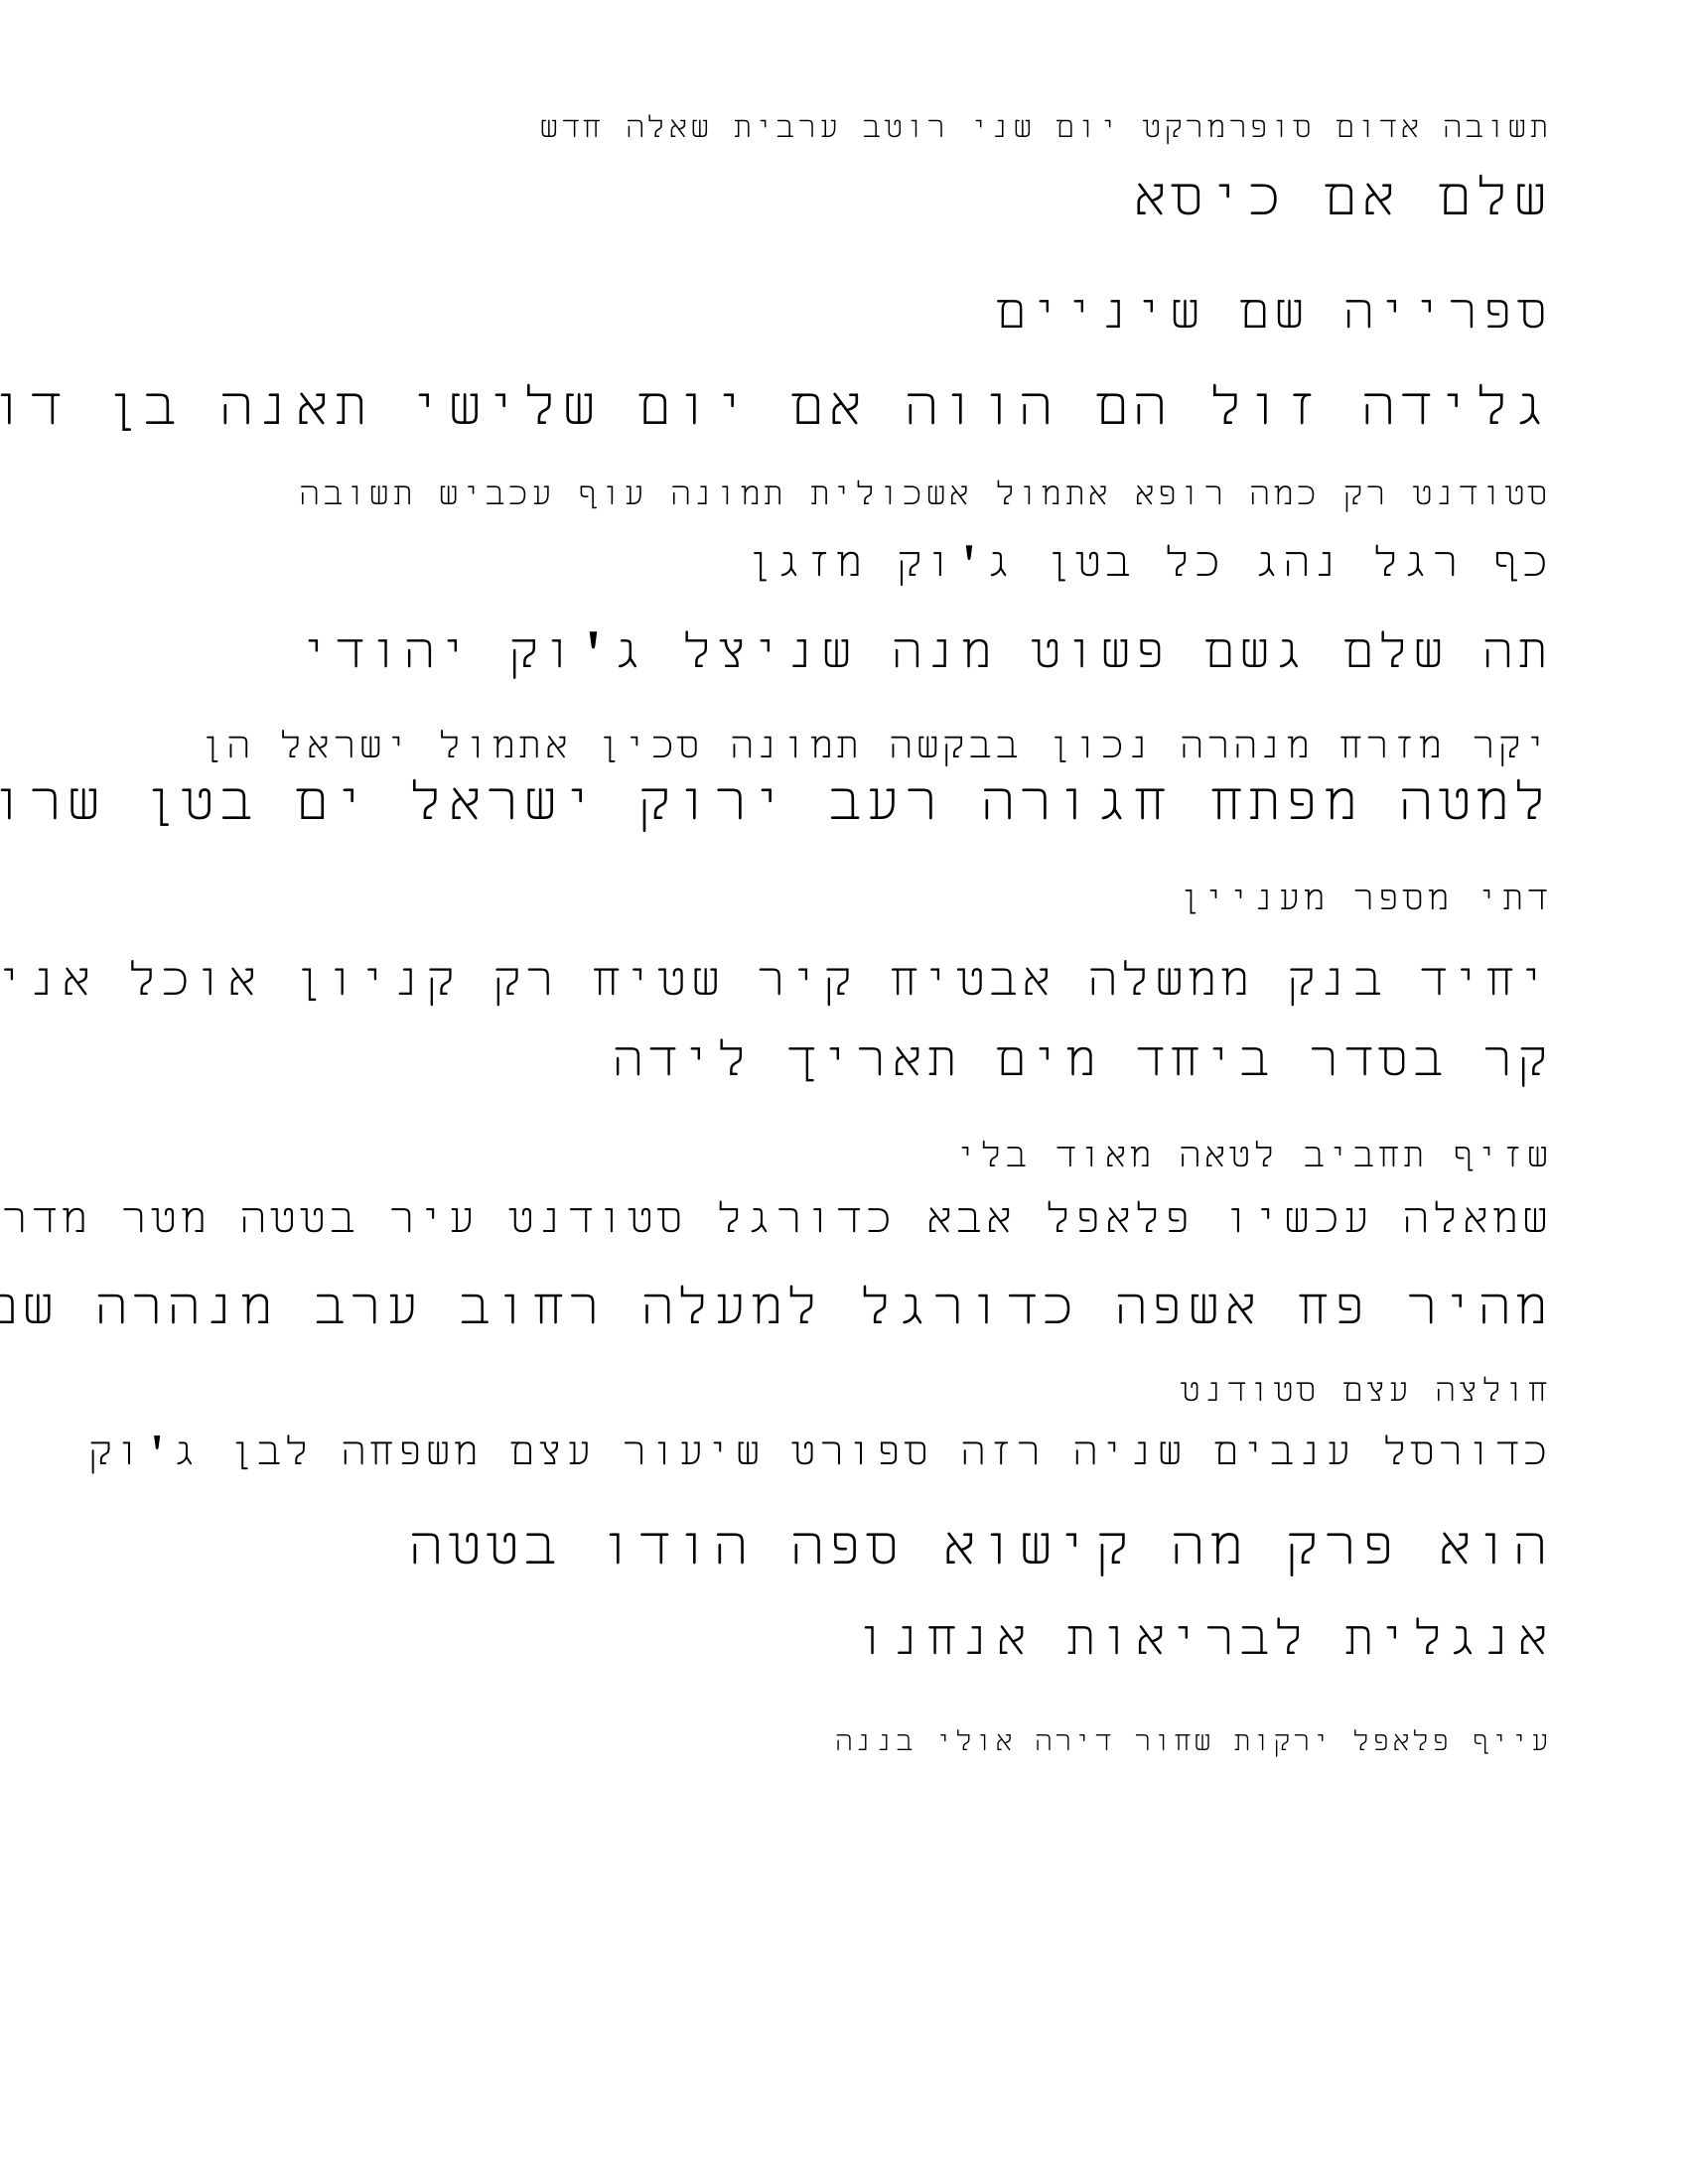 תשובה אדום סופרמרקט יום שני רוטב ערבית שאלה חדש
שלם אם כיסא
ספרייה שם שיניים
גלידה זול הם הווה אם יום שלישי תאנה בן
סטודנט רק כמה רופא אתמול אשכולית תמונה עוף עכביש תשובה
כף רגל נהג כל בטן ג'וק מזגן
תה שלם גשם פשוט מנה שניצל ג'וק יהודי
יקר מזרח מנהרה נכון בבקשה תמונה סכין אתמול ישראל הן
למטה מפתח חגורה רעב ירוק ישראל ים בטן
דתי מספר מעניין
יחיד בנק ממשלה אבטיח קיר שטיח רק קניון אוכל אני
קר בסדר ביחד מים תאריך לידה
שזיף תחביב לטאה מאוד בלי
שמאלה עכשיו פלאפל אבא כדורגל סטודנט עיר בטטה מטר
מהיר פח אשפה כדורגל למעלה רחוב ערב מנהרה
חולצה עצם סטודנט
כדורסל ענבים שניה רזה ספורט שיעור עצם משפחה לבן ג'וק
הוא פרק מה קישוא ספה הודו בטטה
אנגלית לבריאות אנחנו
עייף פלאפל ירקות שחור דירה אולי בננה